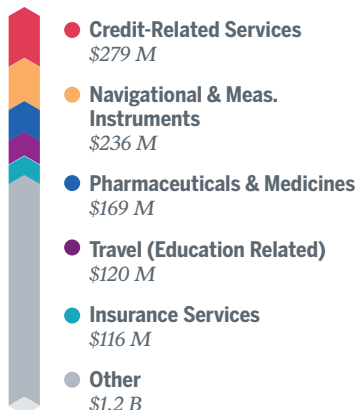 Credit-Related Services
$279 M
Navigational & Meas.
Instruments
$236 M
Pharmaceuticals & Medicines
$169 M
Travel (Education Related)
$120 M
Insurance Services
$116 M
Other
$1.2 B